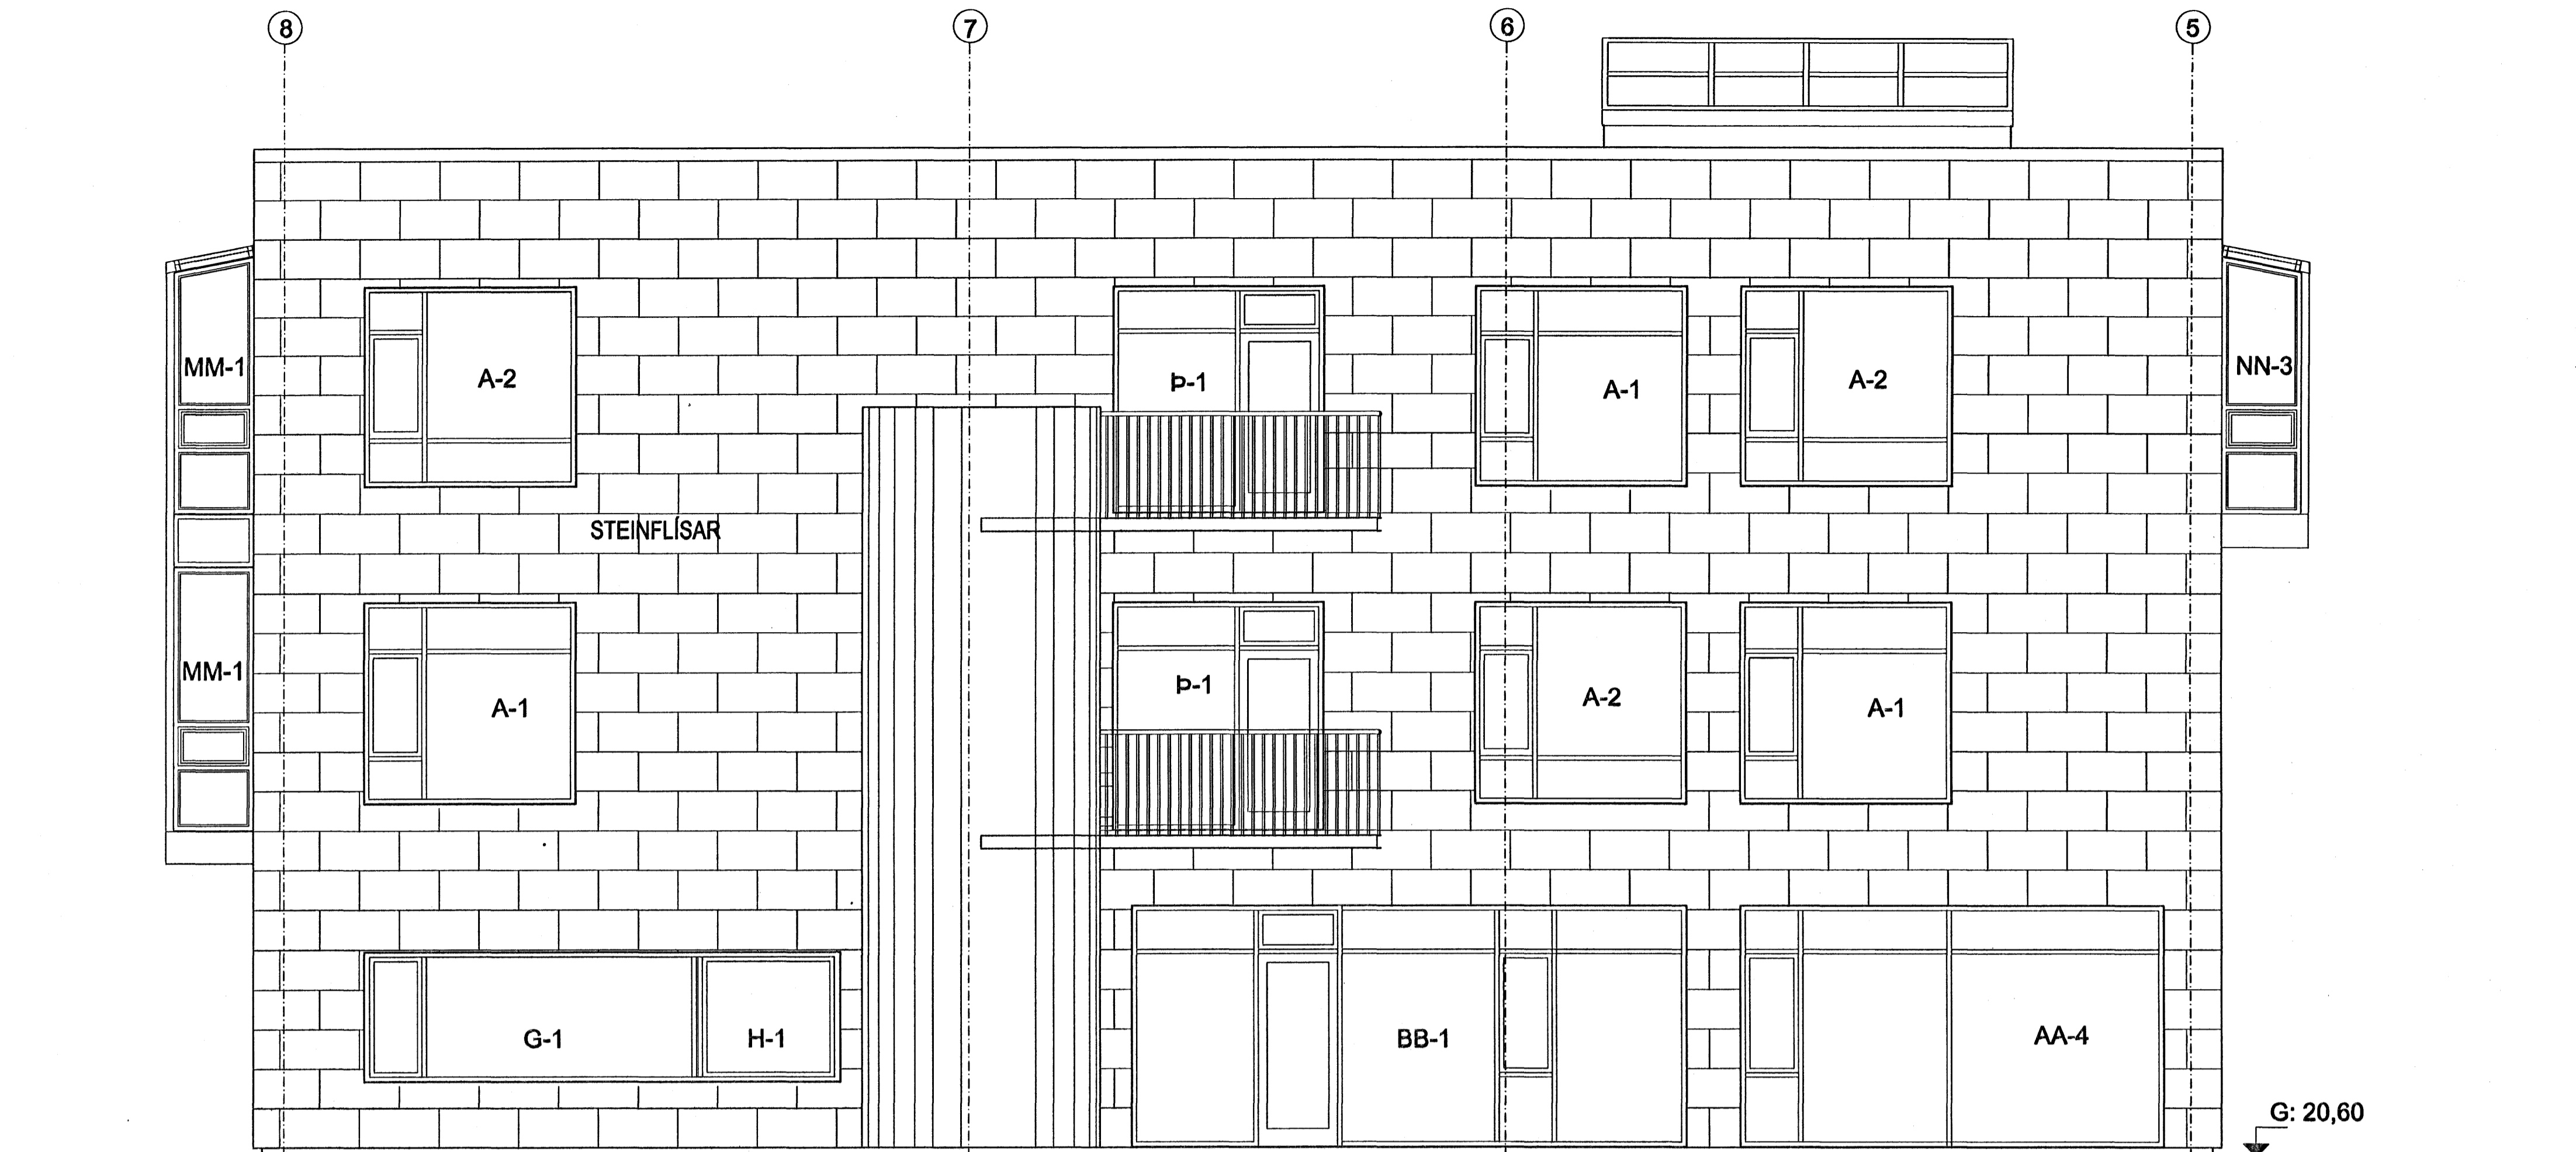 8 7 6 5
MM-1 A-2 Þ-1 A-1 A-2 NN-3
STEINFLÍSAR
MM-1 A-1 Þ-1 A-2 A-1
G-1 H-1 BB-1 AA-4
G: 20,60